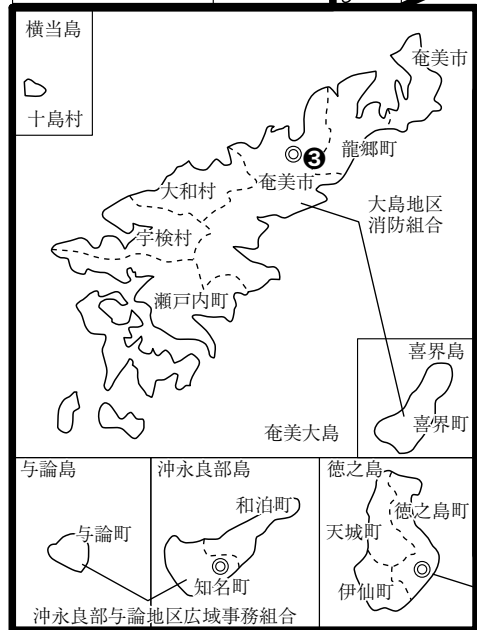 横当島
十島村
奄美市
❸
龍郷町
奄美市
大和村
大島地区
消防組合
宇検村
瀬戸内町
喜界島
喜界町
奄美大島
与論島
沖永良部島
徳之島
和泊町
徳之島町
与論町
天城町
知名町
伊仙町
沖永良部与論地区広域事務組合